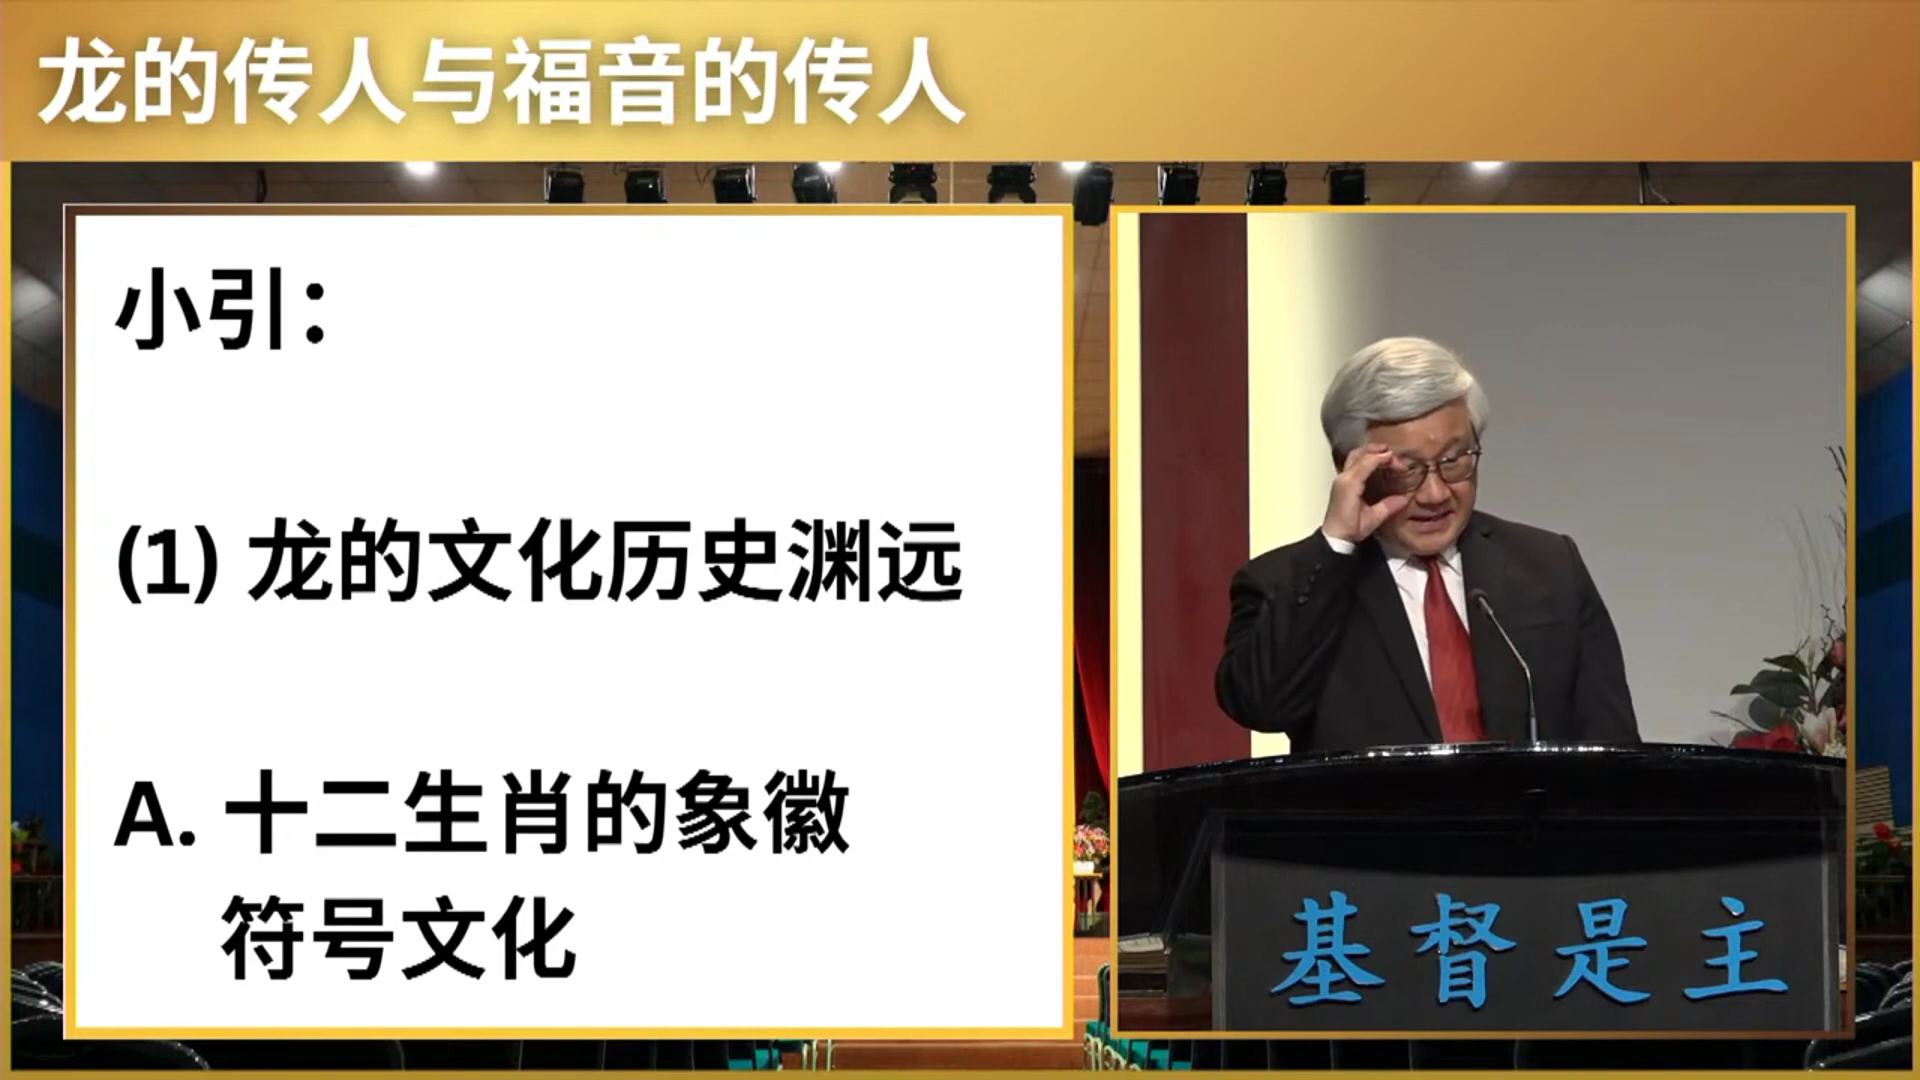 龙的传人与福音的传人
小引：
(1) 龙的文化历史渊远
A. 十二生肖的象徽
符号文化
基督是主